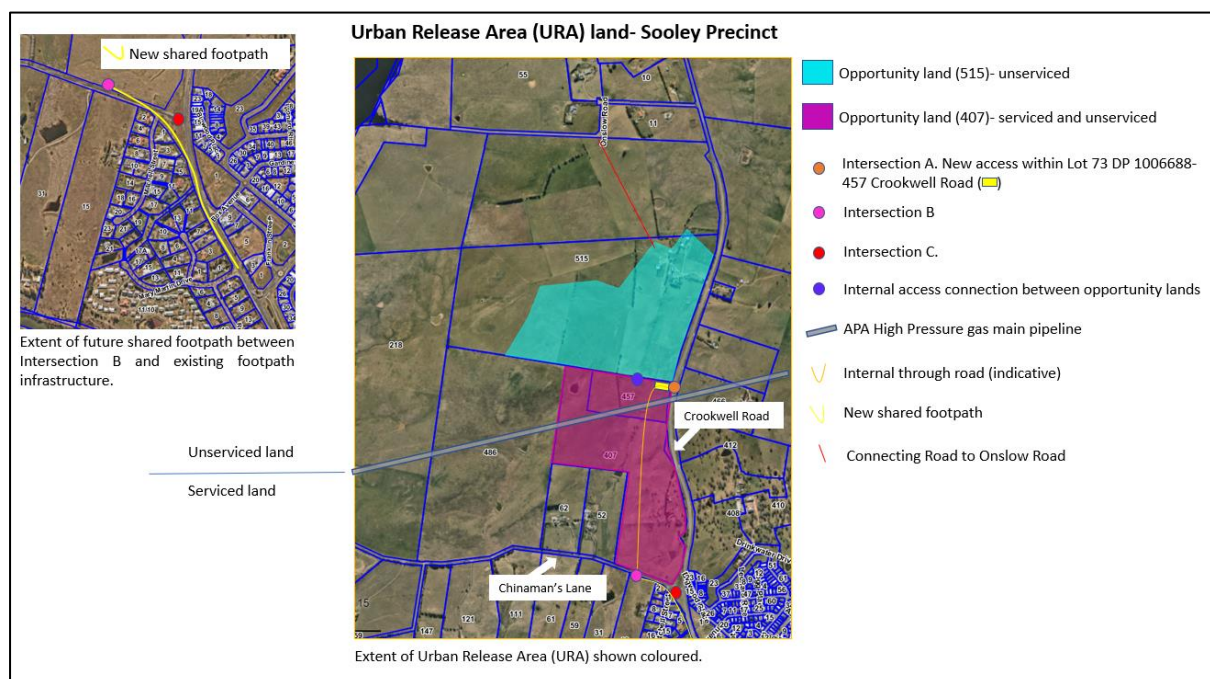 Urban Release Area (URA) land- Sooley Precinct
New shared footpath
Extent of future shared footpath between
Intersection B and existing footpath
infrastructure.
Unserviced land
Serviced land
55
10
11
Onslow Road
515
218
457
486
407
62
52
412
408
410
Drinkwater Driv
Crookwell Road
Chinaman's Lane
15
59
147
121
111
61
59
31
Extent of Urban Release Area (URA) shown coloured.
Opportunity land (515)- unserviced
Opportunity land (407)- serviced and unserviced
Intersection A. New access within Lot 73 DP 1006688-
457 Crookwell Road ( )
Intersection B
Intersection C.
Internal access connection between opportunity lands
APA High Pressure gas main pipeline
Internal through road (indicative)
New shared footpath
Connecting Road to Onslow Road